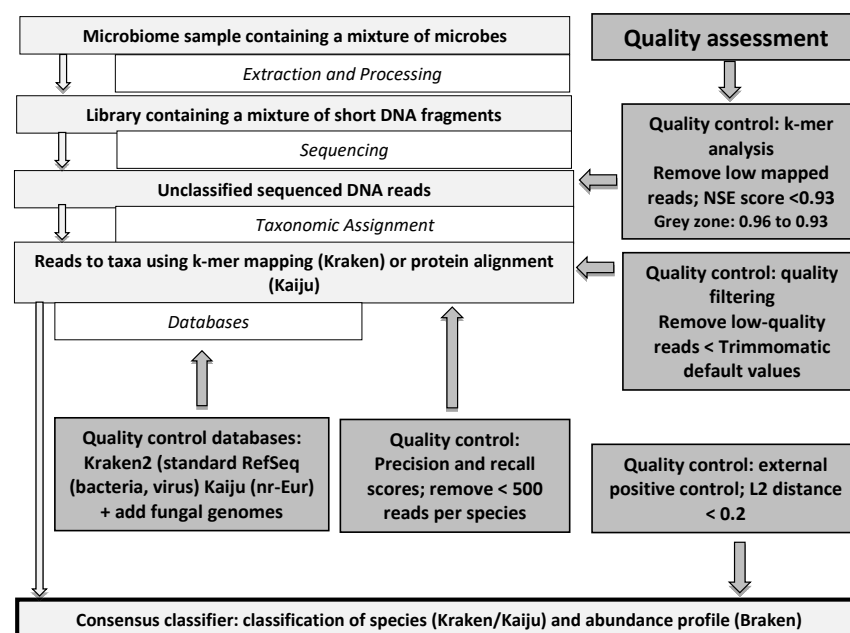 Microbiome sample containing a mixture of microbes
Extraction and Processing
Library containing a mixture of short DNA fragments
Sequencing
Unclassified sequenced DNA reads
Taxonomic Assignment
Reads to taxa using k-mer mapping (Kraken) or protein alignment
(Kaiju)
Databases
Quality assessment
Quality control: k-mer
analysis
Remove low mapped
reads; NSE score <0.93
Grey zone: 0.96 to 0.93
Quality control: quality
filtering
Remove low-quality
reads < Trimmomatic
default values
Quality control databases:
Kraken2 (standard RefSeq
(bacteria, virus) Kaiju (nr-Eur)
+ add fungal genomes
Quality control:
Precision and recall
scores; remove < 500
reads per species
Quality control: external
positive control; L2 distance
< 0.2
Consensus classifier: classification of species (Kraken/Kaiju) and abundance profile (Braken)